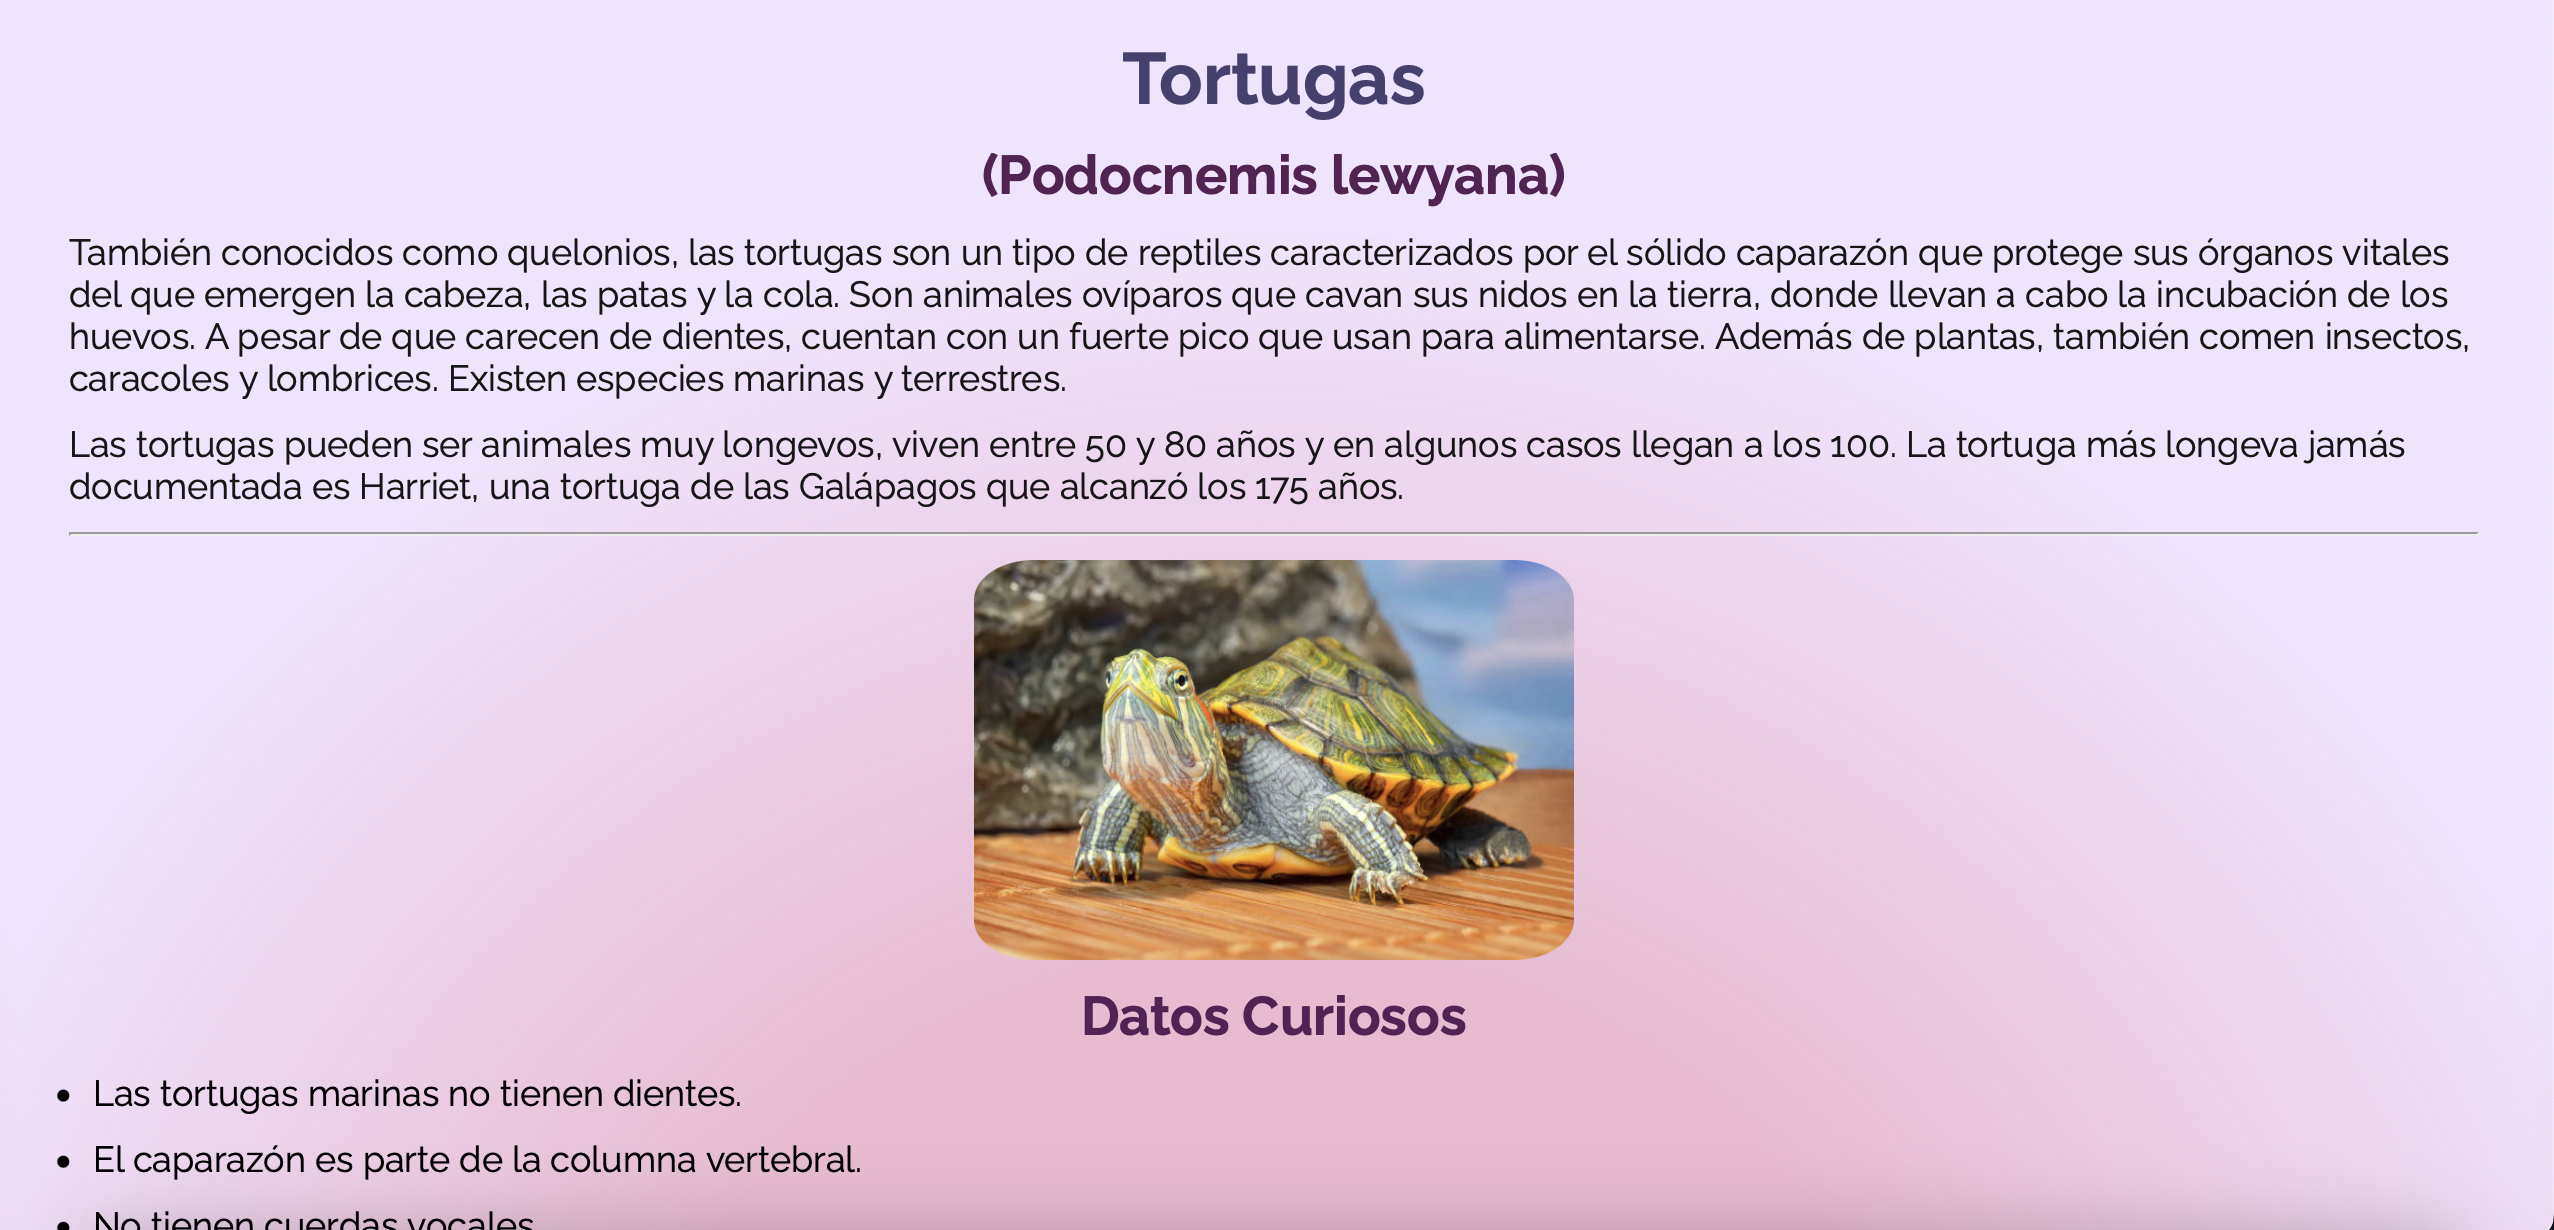 Tortugas
(Podocnemis lewyana)
También conocidos como quelonios, las tortugas son un tipo de reptiles caracterizados por el sólido caparazón que protege sus órganos vitales
del que emergen la cabeza, las patas y la cola. Son animales ovíparos que cavan sus nidos en la tierra, donde llevan a cabo la incubación de los
huevos. A pesar de que carecen de dientes, cuentan con un fuerte pico que usan para alimentarse. Además de plantas, también comen insectos,
caracoles y lombrices. Existen especies marinas y terrestres.
Las tortugas pueden ser animales muy longevos, viven entre 50 y 80 años y en algunos casos llegan a los 100. La tortuga más longeva jamás
documentada es Harriet, una tortuga de las Galápagos que alcanzó los 175 años.
Datos Curiosos
• Las tortugas marinas no tienen dientes.
• El caparazón es parte de la columna vertebral.
• No tienen cuerdas vocales